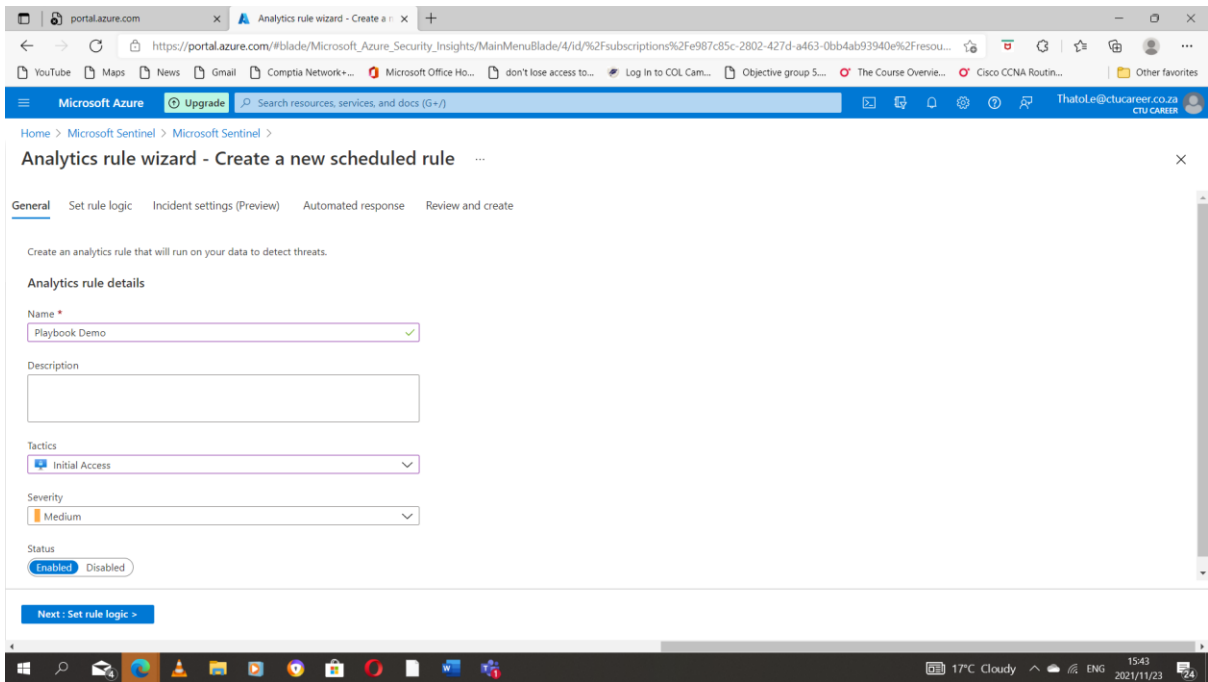 portal.azure.com
Analytics rule wizard - Create a n
https://portal.azure.com/#blade/Microsoft_Azure_Security_Insights/MainMenuBlade/4/id/%2Fsubscriptions%2Fe987c85c-2802-427d-a463-0bb4ab93940e%2Fresou...
YouTube Maps News Gmail Comptia Network+... Microsoft Office Ho... don't lose access to... Log In to COL Cam... Objective group 5.... The Course Overvie... Cisco CCNA Routin... Other favorites
Microsoft Azure Upgrade Search resources, services, and docs (G+/) ThatoLe@ctucareer.co.za
CTU CAREER
Home > Microsoft Sentinel > Microsoft Sentinel >
Analytics rule wizard - Create a new scheduled rule ...
General Set rule logic Incident settings (Preview) Automated response Review and create
Create an analytics rule that will run on your data to detect threats.
Analytics rule details
Name *
Playbook Demo
Description
Tactics
Initial Access
Severity
Medium
Status
Enabled Disabled
Next : Set rule logic >
17°C Cloudy ENG 15:43
2021/11/23 24